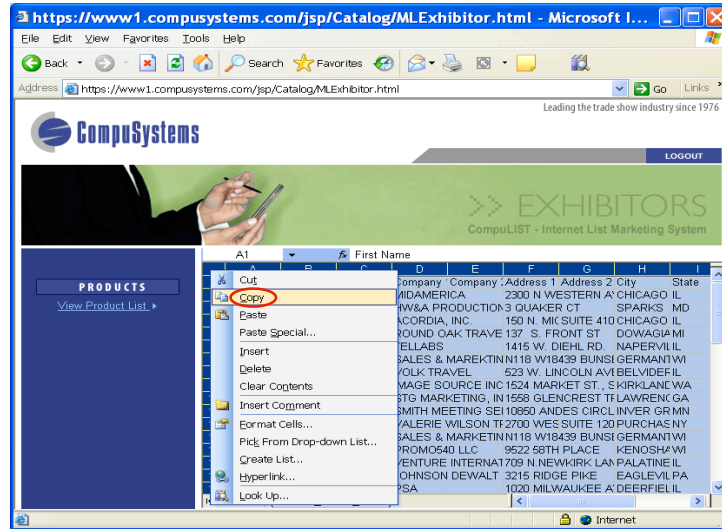 https://www1.compusystems.com/jsp/Catalog/MLExhibitor.html - Microsoft I...
File Edit View Favorites Tools Help
Back Search Favorites
Address https://www1.compusystems.com/jsp/Catalog/MLExhibitor.html Go Links
Leading the trade show industry since 1976
CompuSystems
LOGOUT
>> EXHIBITORS
CompuLIST - Internet List Marketing System
PRODUCTS
View Product List
A1 fx First Name
A B C D E F G H I
Company Company Address 1 Address 2 City State
MIDAMERICA 2300 N WESTERN A CHICAGO IL
HW&A PRODUCTION 3 QUAKER CT SPARKS MD
ACORDIA, INC. 150 N. MIC SUITE 410 CHICAGO IL
ROUND OAK TRAVE 137 S. FRONT ST DOWAGIA MI
TELLABS 1415 W. DIEHL RD. NAPERVIL IL
SALES & MAREKTIN N118 W18439 BUNSE GERMANT WI
VOLK TRAVEL 523 W. LINCOLN AVE BELVIDEF IL
IMAGE SOURCE INC 1524 MARKET ST., S KIRKLAND WA
STG MARKETING, IN 1558 GLENCREST TF LAWRENC GA
SMITH MEETING SEI 10850 ANDES CIRCL INVER GR MN
VALERIE WILSON TF 2700 WES SUITE 120 PURCHAS NY
SALES & MARKETIN N118 W18439 BUNSE GERMANT WI
PROMO540 LLC 9522 58TH PLACE KENOSHA WI
VENTURE INTERNAT 709 N.NEWKIRK LAN PALATINE IL
JOHNSON DEWALT 3215 RIDGE PIKE EAGLEVIL PA
PSA 1020 MILWAUKEE A DEERFIEL IL
Cut
Copy
Paste
Paste Special...
Insert
Delete
Clear Contents
Insert Comment
Format Cells...
Pick From Drop-down List...
Create List...
Hyperlink...
Look Up...
Internet